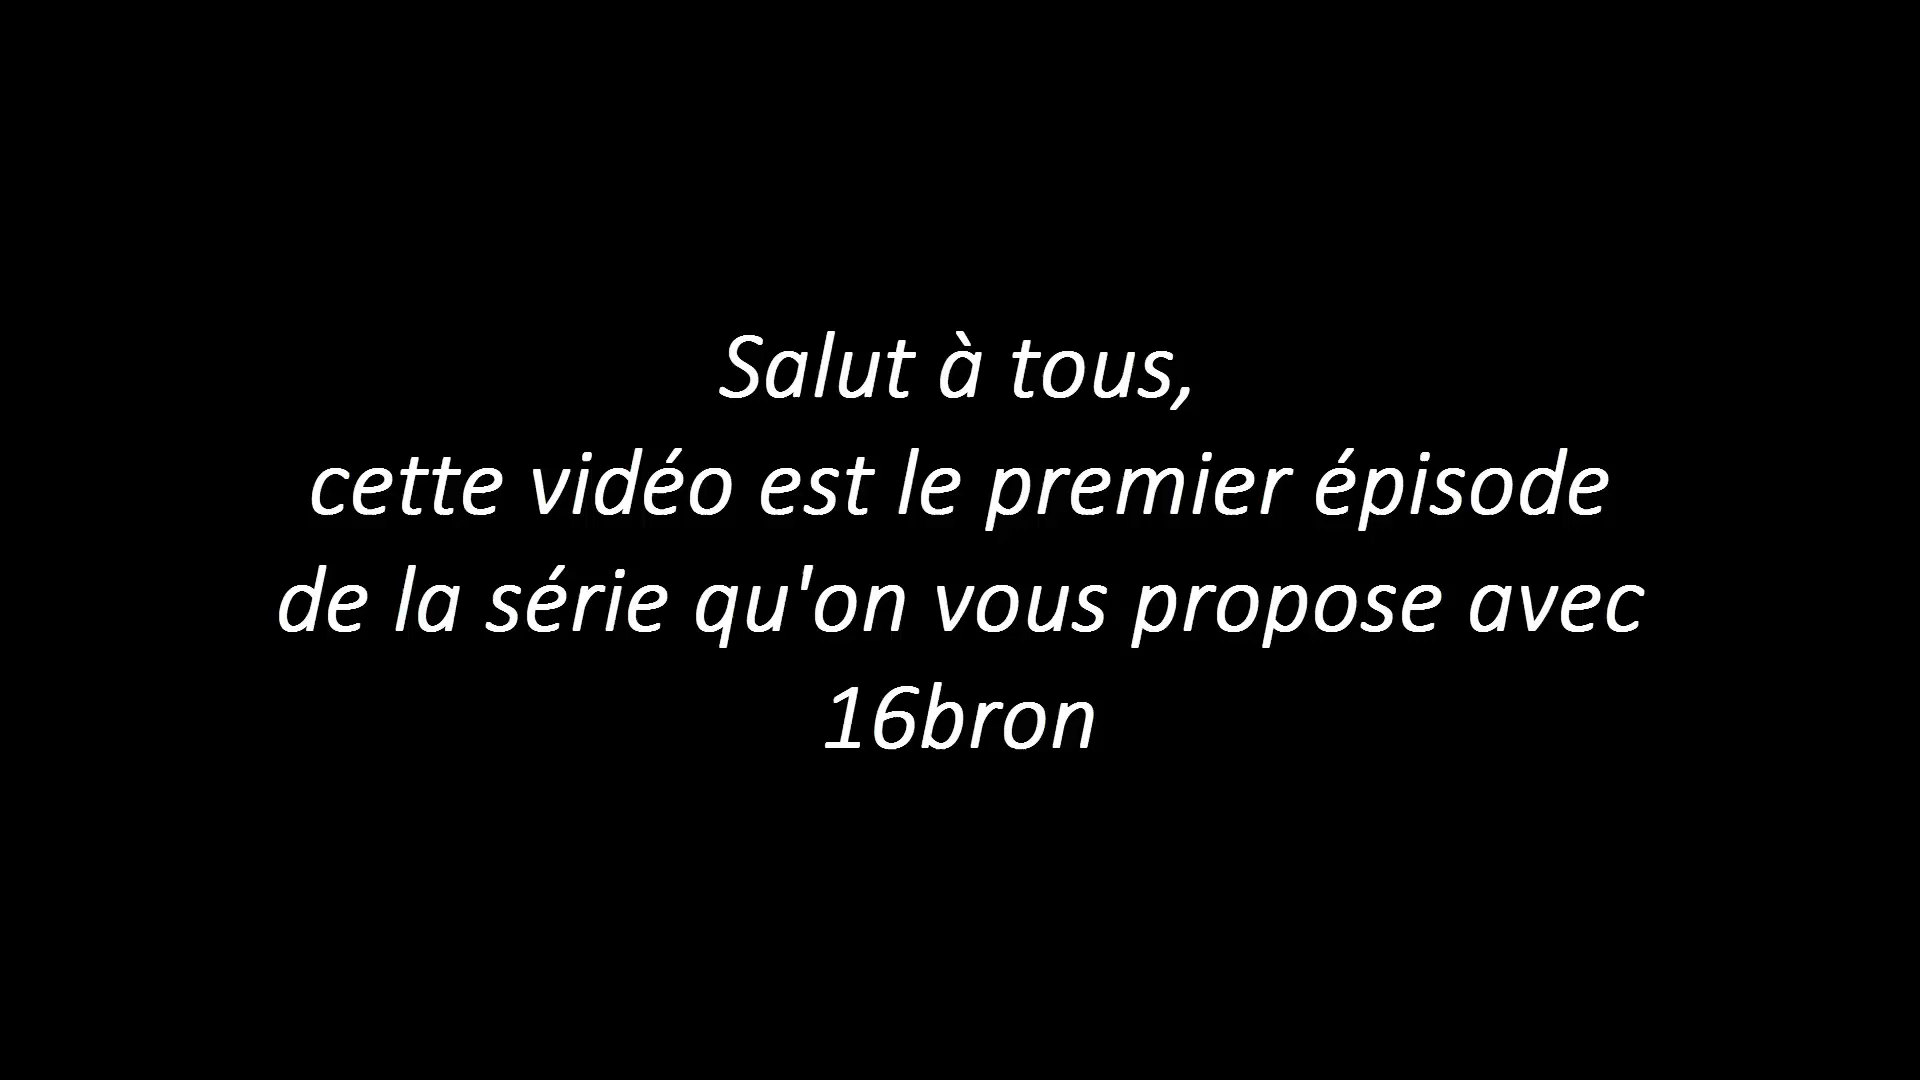 Salut à tous,
cette vidéo est le premier épisode
de la série qu'on vous propose avec
16bron